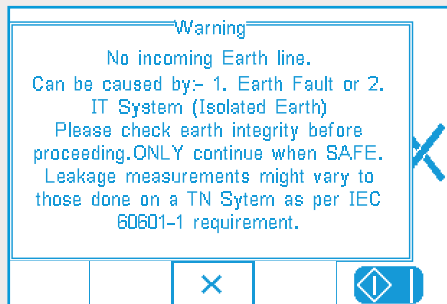 Warning
No incoming Earth line.
Can be caused by:- 1. Earth Fault or 2.
IT System (Isolated Earth)
Please check earth integrity before
proceeding.ONLY continue when SAFE.
Leakage measurements might vary to
those done on a TN Sytem as per IEC
60601-1 requirement.